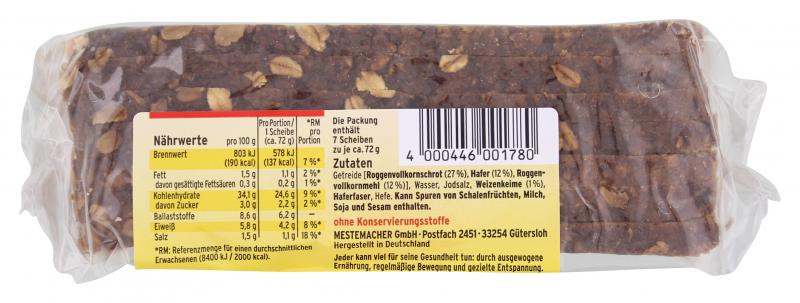 Nährwerte pro 100 g Pro Portion/ 1 Scheibe (ca. 72 g) *RM pro Portion
Brennwert 803 kJ (190 kcal) 578 kJ (137 kcal) 7 %*
Fett 1,5 g 1,1 g 2 %*
davon gesättigte Fettsäuren 0,3 g 0,2 g 1 %*
Kohlenhydrate 34,1 g 24,6 g 9 %*
davon Zucker 3,0 g 2,2 g 2 %*
Ballaststoffe 8,6 g 6,2 g –
Eiweiß 5,8 g 4,2 g 8 %*
Salz 1,5 g 1,1 g 18 %*
*RM: Referenzmenge für einen durchschnittlichen
Erwachsenen (8400 kJ / 2000 kcal).
Die Packung
enthält
7 Scheiben
zu je ca. 72 g
4 000446 001780
Zutaten
Getreide [Roggenvollkornschrot (27 %), Hafer (12 %), Roggen-
vollkornmehl (12 %)], Wasser, Jodsalz, Weizenkeime (1 %),
Haferfaser, Hefe. Kann Spuren von Schalenfrüchten, Milch,
Soja und Sesam enthalten.
ohne Konservierungsstoffe
MESTEMACHER GmbH · Postfach 2451 · 33254 Gütersloh
Hergestellt in Deutschland
Jeder kann viel für seine Gesundheit tun: durch ausgewogene
Ernährung, regelmäßige Bewegung und gezielte Entspannung.